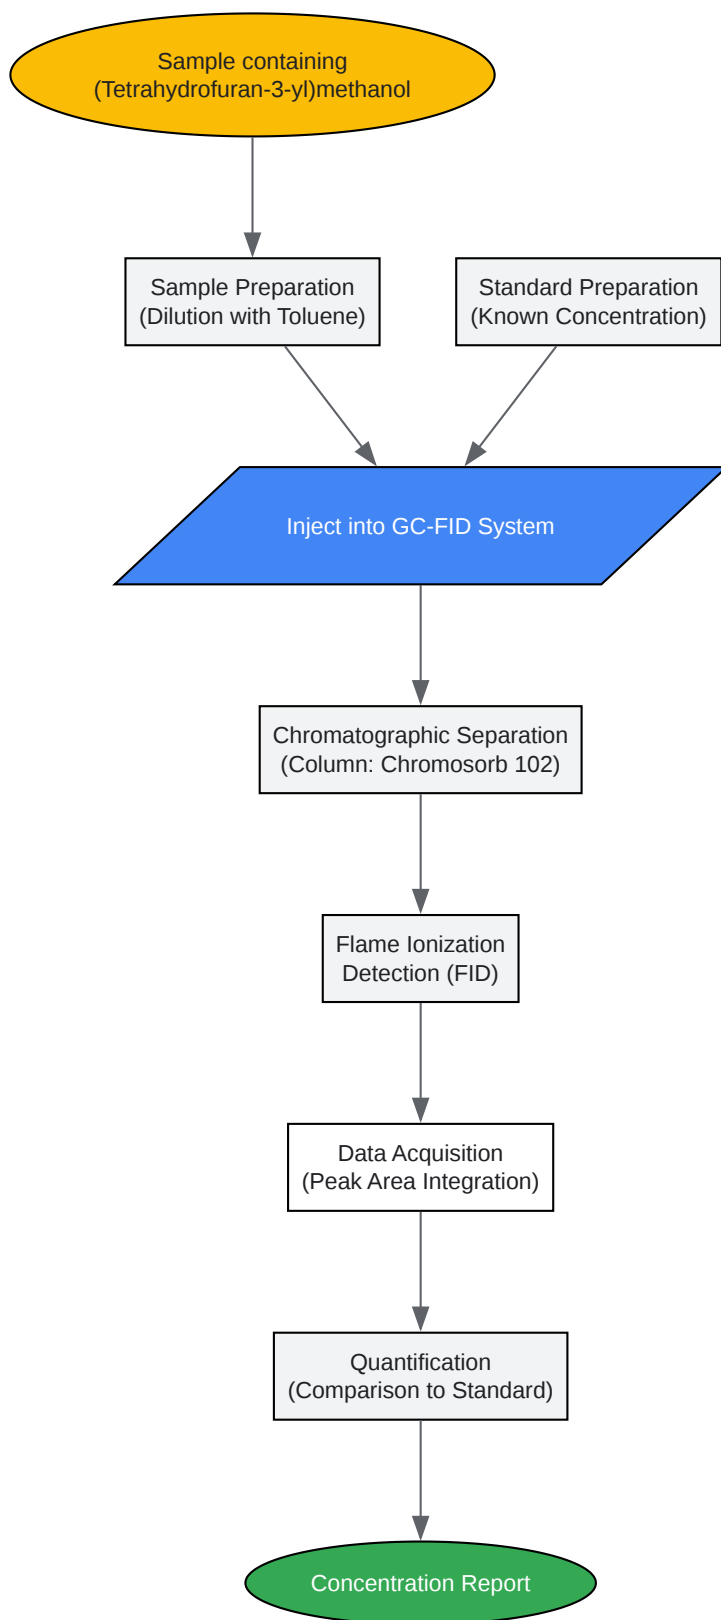 Sample containing
(Tetrahydrofuran-3-yl)methanol
Sample Preparation
(Dilution with Toluene)
Standard Preparation
(Known Concentration)
Inject into GC-FID System
Chromatographic Separation
(Column: Chromosorb 102)
Flame Ionization
Detection (FID)
Data Acquisition
(Peak Area Integration)
Quantification
(Comparison to Standard)
Concentration Report